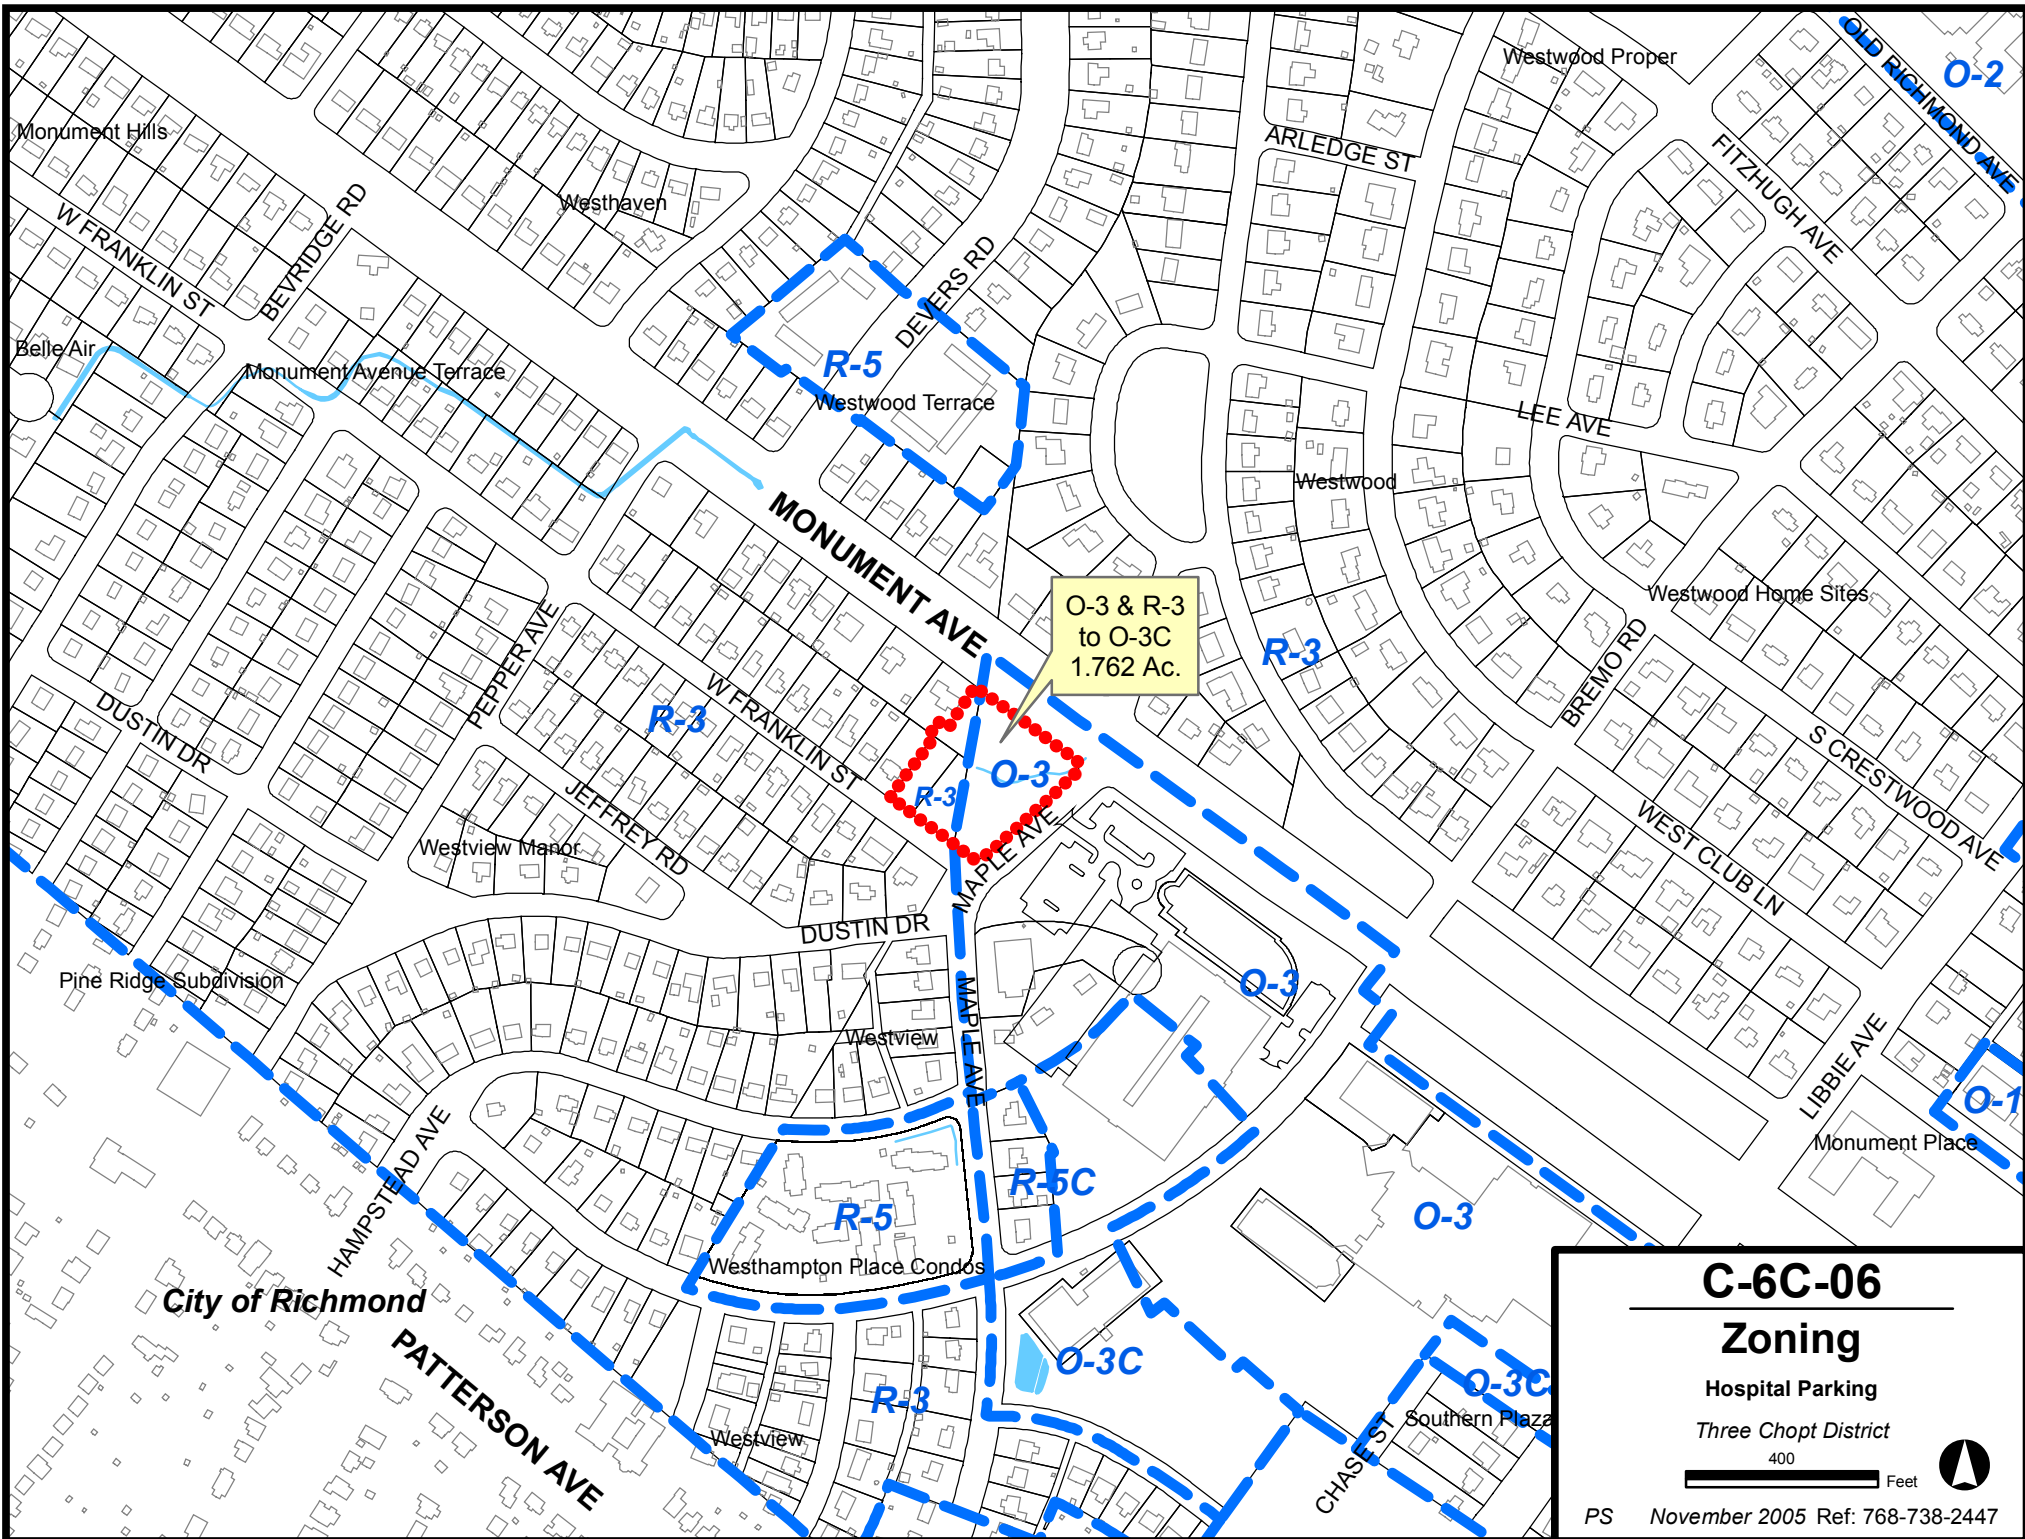 Westwood Proper
OLD RICHMOND AVE
O-2
Monument Hills
ARLEDGE ST
FITZHUGH AVE
Westhaven
W FRANKLIN ST
BEVRIDGE RD
DEVERS RD
Belle Air
Monument Avenue Terrace
R-5
Westwood Terrace
LEE AVE
Westwood
MONUMENT AVE
O-3 & R-3
to O-3C
1.762 Ac.
Westwood Home Sites
R-3
BREMO RD
PEPPER AVE
W FRANKLIN ST
R-3
DUSTIN DR
S CRESTWOOD AVE
O-3
R-3
JEFFREY RD
MAPLE AVE
WEST CLUB LN
Westview Manor
DUSTIN DR
Pine Ridge Subdivision
O-3
MAPLE AVE
Westview
LIBBIE AVE
O-1
Monument Place
HAMPSTEAD AVE
R-5C
R-5
O-3
Westhampton Place Condos
City of Richmond
PATTERSON AVE
O-3C
R-3
O-3C
Southern Plaza
Westview
CHASE ST
C-6C-06
Zoning
Hospital Parking
Three Chopt District
400
Feet
PS November 2005 Ref: 768-738-2447